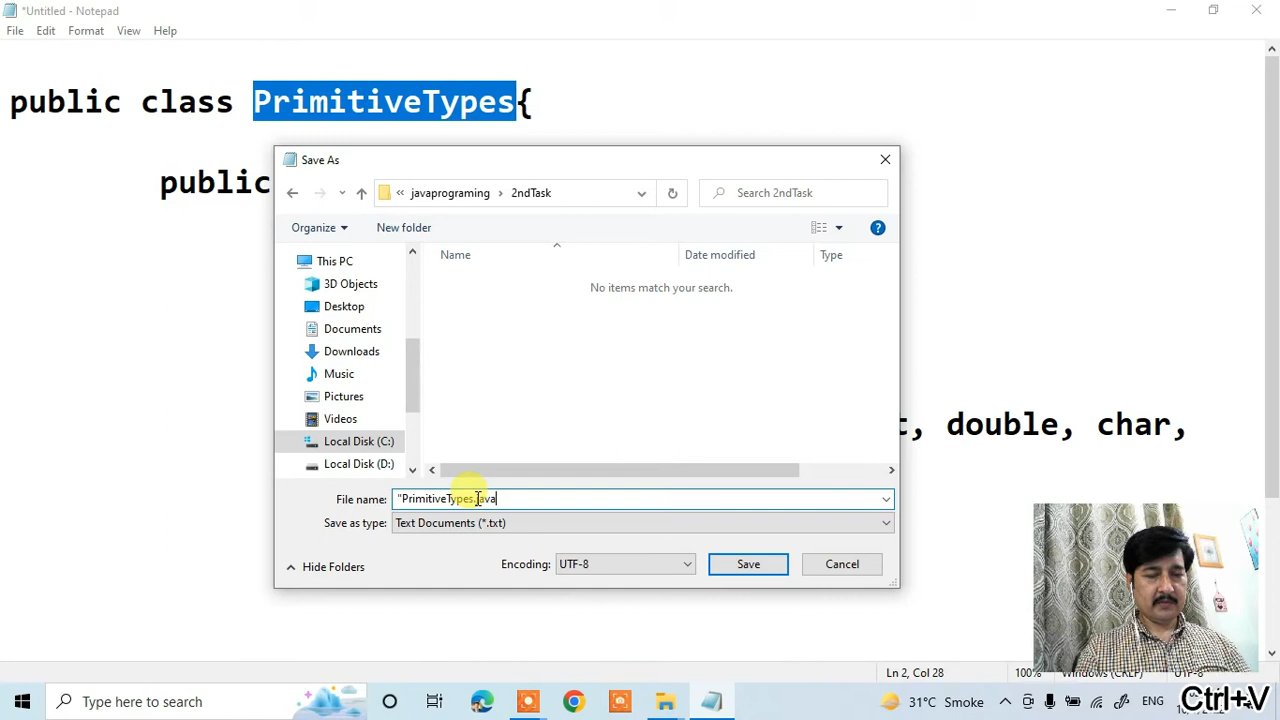 *Untitled - Notepad
File Edit Format View Help
public class PrimitiveTypes{
Save As
public
« javaprograming > 2ndTask
Search 2ndTask
Organize New folder
Name Date modified Type
This PC
No items match your search.
3D Objects
Desktop
Documents
Downloads
Music
Pictures
Videos
, double, char,
Local Disk (C:)
Local Disk (D:)
File name: "PrimitiveTypes.java
Save as type: Text Documents (*.txt)
Hide Folders Encoding: UTF-8 Save Cancel
Ln 2, Col 28 100% Windows (CRLF) UTF-8
Type here to search 31°C Smoke ENG
Ctrl+V